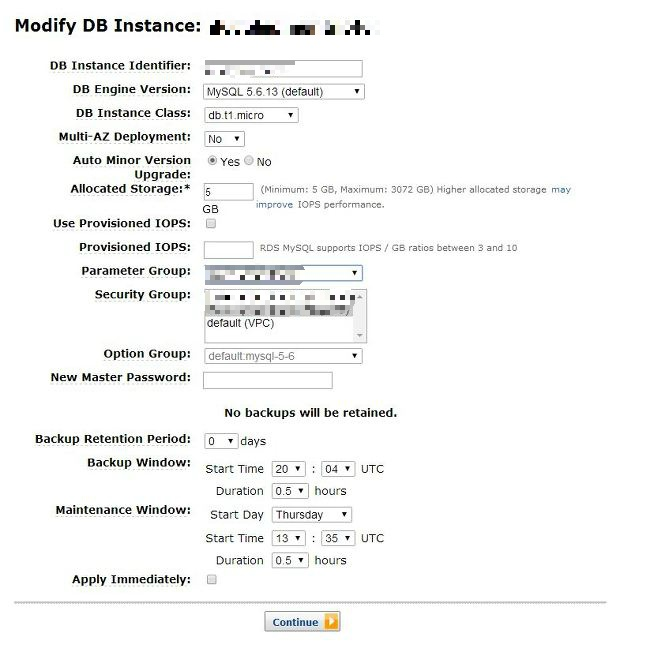 Modify DB Instance:
DB Instance Identifier:
DB Engine Version: MySQL 5.6.13 (default)
DB Instance Class: db.t1.micro
Multi-AZ Deployment: No
Auto Minor Version Upgrade: Yes No
Allocated Storage:* 5 GB (Minimum: 5 GB, Maximum: 3072 GB) Higher allocated storage may
improve IOPS performance.
Use Provisioned IOPS:
Provisioned IOPS: RDS MySQL supports IOPS / GB ratios between 3 and 10
Parameter Group:
Security Group:
default (VPC)
Option Group: default:mysql-5-6
New Master Password:
No backups will be retained.
Backup Retention Period: 0 days
Backup Window: Start Time 20 : 04 UTC
Duration 0.5 hours
Maintenance Window: Start Day Thursday
Start Time 13 : 35 UTC
Duration 0.5 hours
Apply Immediately:
Continue